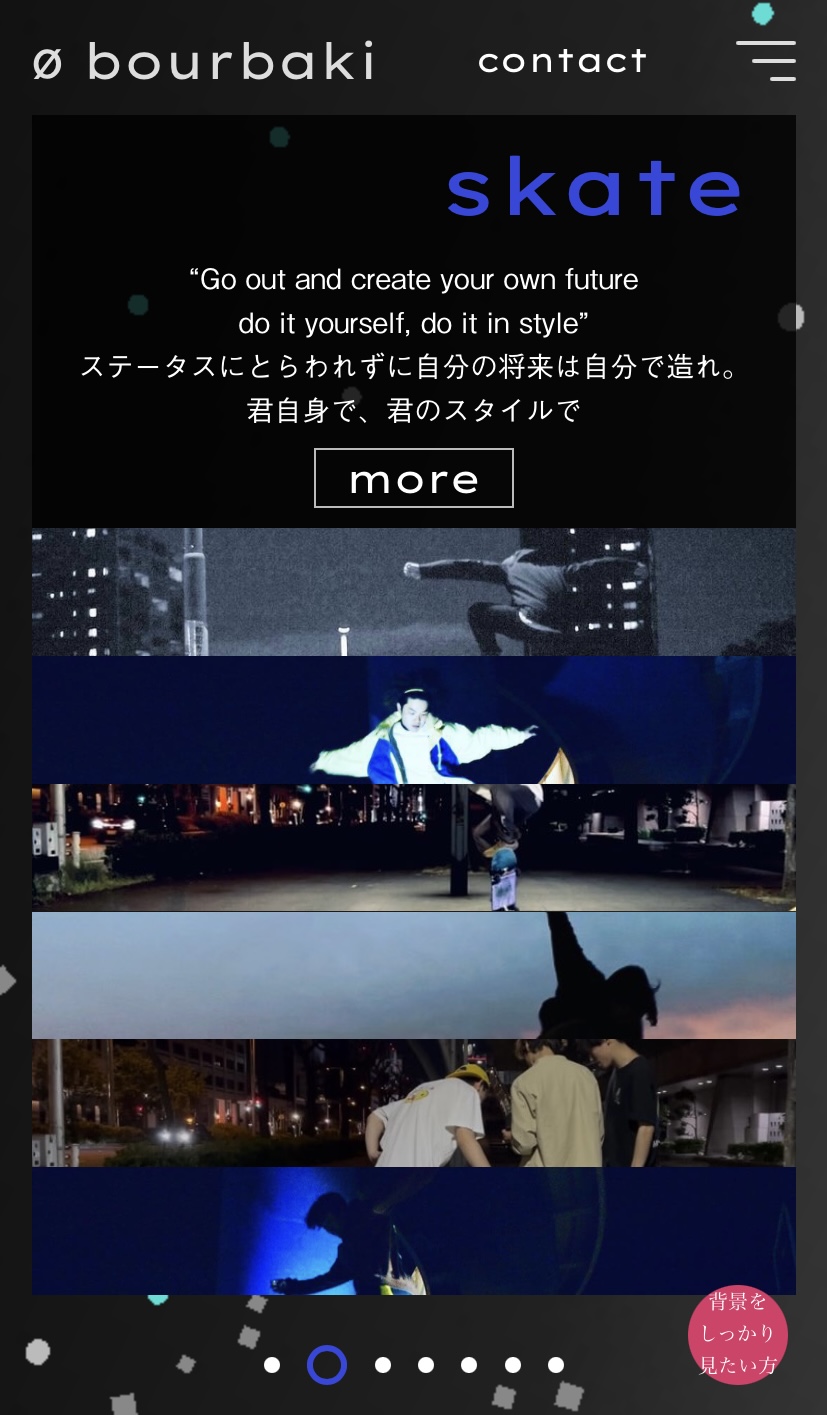 ø bourbaki
contact
skate
“Go out and create your own future
do it yourself, do it in style”
ステータスにとらわれずに自分の将来は自分で造れ。
君自身で、君のスタイルで
more
背景を
しっかり
見たい方